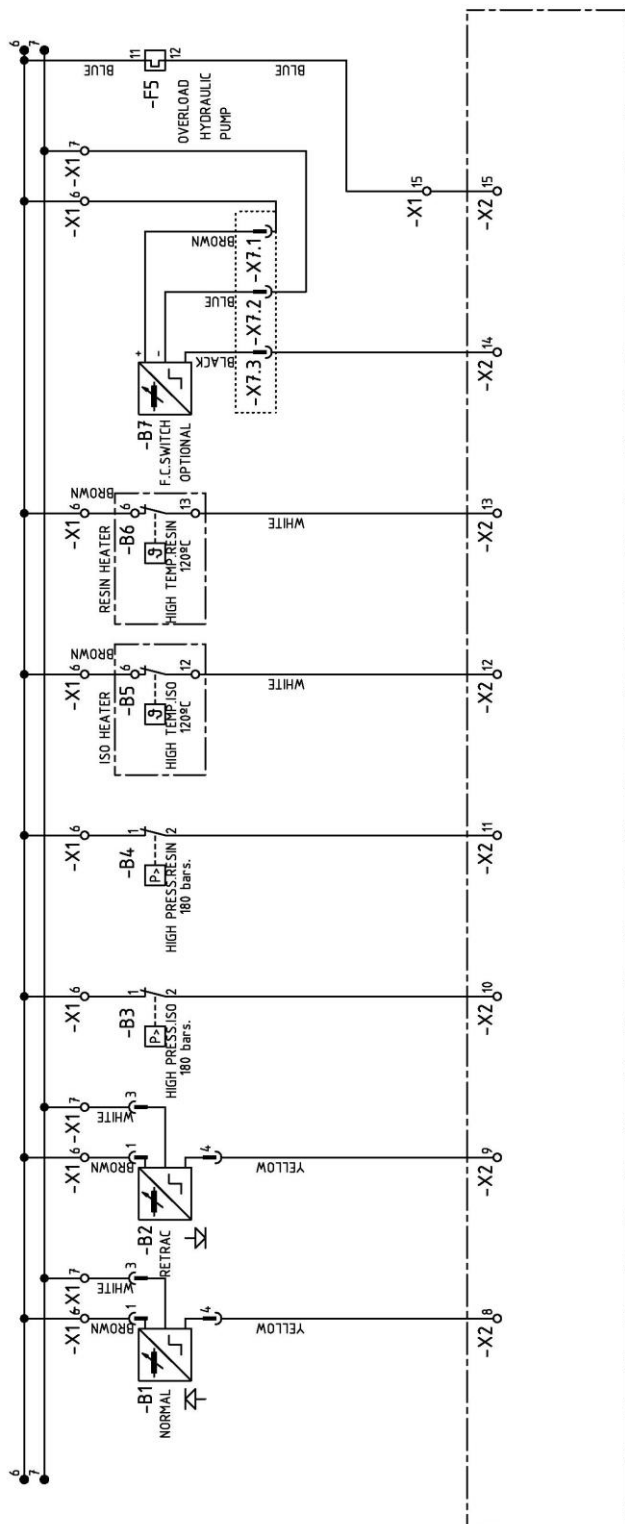 6
7
-X1 6
BROWN
1
-X1 7
WHITE
3
-B1
NORMAL
4
YELLOW
-X2 8
-X1 6
BROWN
1
-X1 7
WHITE
3
-B2
RETRAC
4
YELLOW
-X2 9
-X1 6
1
2
-B3
P>
HIGH PRESS.ISO
180 bars.
-X2 10
-X1 6
1
2
-B4
P>
HIGH PRESS.RESIN
180 bars.
-X2 11
-X1 6
BROWN
ISO HEATER
6
12
-B5
ϑ
HIGH TEMP.ISO
120ºC
WHITE
-X2 12
-X1 6
BROWN
RESIN HEATER
6
13
-B6
ϑ
HIGH TEMP.RESIN
120ºC
WHITE
-X2 13
-B7
F.C.SWITCH
OPTIONAL
+
-
BLACK
BLUE
BROWN
-X7.3
-X7.2
-X7.1
-X2 14
-X1 6
-X1 7
BLUE
11
12
-F5
OVERLOAD
HYDRAULIC
PUMP
BLUE
-X1 15
-X2 15
6
7